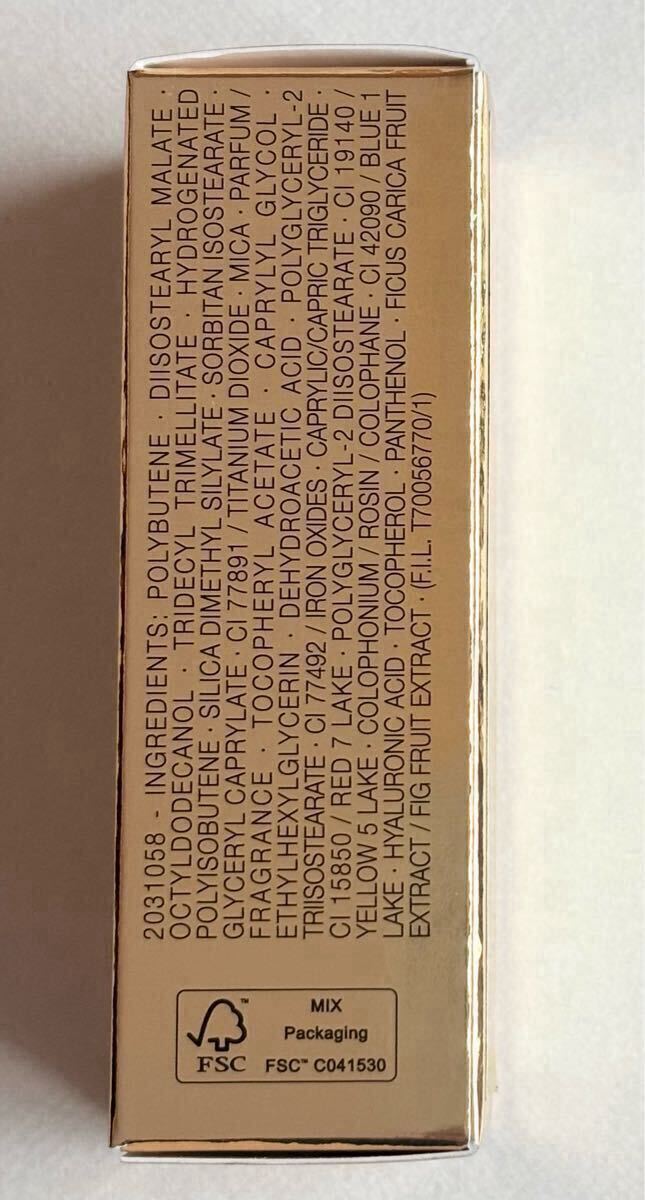 2031058 - INGREDIENTS: POLYBUTENE · DIISOSTEARYL MALATE ·
OCTYLDODECANOL · TRIDECYL TRIMELLITATE · HYDROGENATED
POLYISOBUTENE · SILICA DIMETHYL SILYLATE · SORBITAN ISOSTEARATE ·
GLYCERYL CAPRYLATE · CI 77891 / TITANIUM DIOXIDE · MICA · PARFUM /
FRAGRANCE · TOCOPHERYL ACETATE · CAPRYLYL GLYCOL ·
ETHYLHEXYLGLYCERIN · DEHYDROACETIC ACID · POLYGLYCERYL-2
TRIISOSTEARATE · CI 77492 / IRON OXIDES · CAPRYLIC/CAPRIC TRIGLYCERIDE ·
CI 15850 / RED 7 LAKE · POLYGLYCERYL-2 DIISOSTEARATE · CI 19140 /
YELLOW 5 LAKE · COLOPHONIUM / ROSIN / COLOPHANE · CI 42090 / BLUE 1
LAKE · HYALURONIC ACID · TOCOPHEROL · PANTHENOL · FICUS CARICA FRUIT
EXTRACT / FIG FRUIT EXTRACT · (F.I.L. T70056770/1)
™
FSC
MIX
Packaging
FSC™ C041530